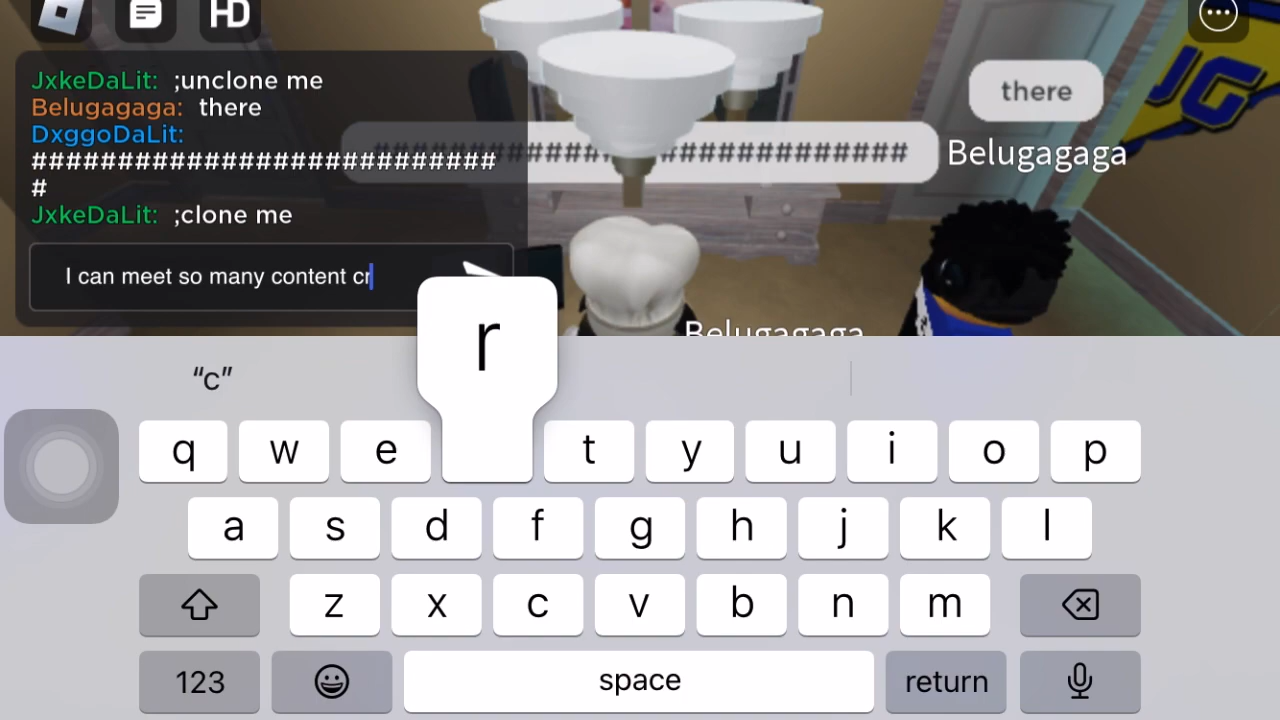 HD
JxkeDaLit: ;unclone me
Belugagaga: there
DxggoDaLit:
###########################
#
JxkeDaLit: ;clone me
I can meet so many content cr
there
Belugagaga
Belugagaga
UG
"c"
r
q w e t y u i o p
a s d f g h j k l
z x c v b n m
123 space return